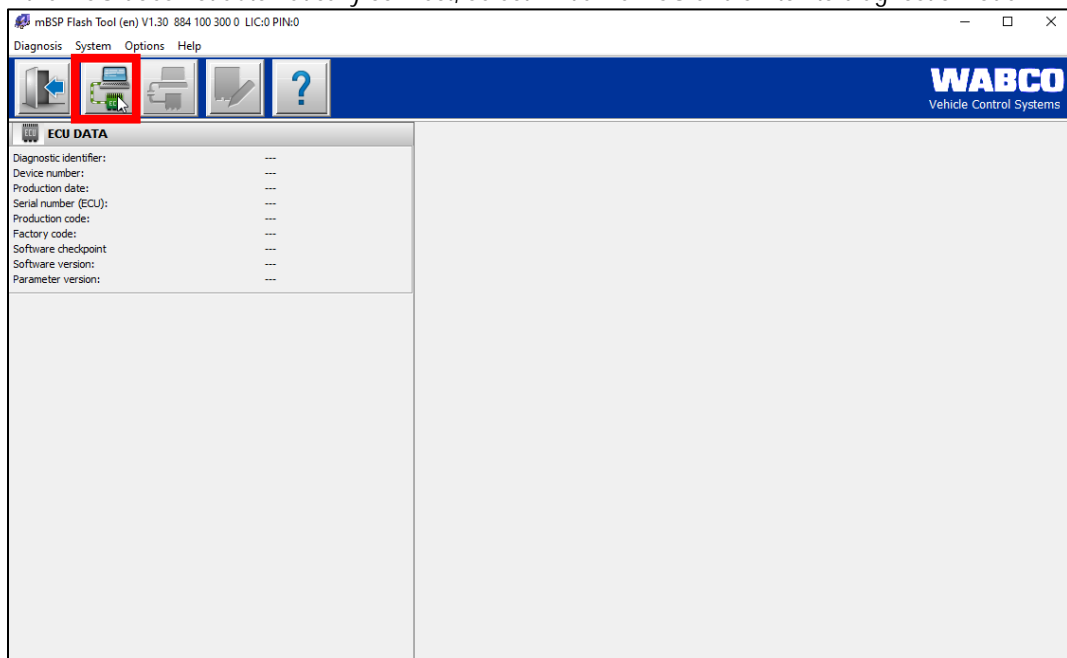 mBSP Flash Tool (en) V1.30 884 100 300 0 LIC:0 PIN:0
Diagnosis System Options Help
?
WABCO
Vehicle Control Systems
ECU DATA
Diagnostic identifier: ---
Device number: ---
Production date: ---
Serial number (ECU): ---
Production code: ---
Factory code: ---
Software checkpoint ---
Software version: ---
Parameter version: ---